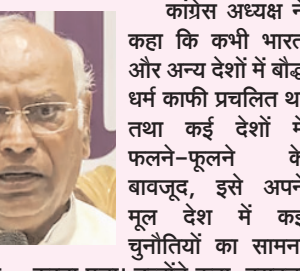 कांग्रेस अध्यक्ष ने
कहा कि कभी भारत
और अन्य देशों में बौद्ध
धर्म काफी प्रचलित था
तथा कई देशों में
फलने-फूलने के
बावजूद, इसे अपने
मूल देश में कई
चुनौतियों का सामना